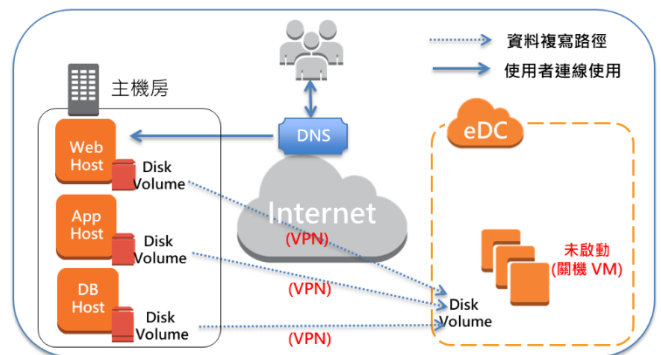 資料複寫路徑
使用者連線使用
主機房
DNS
eDC
Web
Host
Disk
Volume
Internet
(VPN)
App
Host
Disk
Volume
(VPN)
未啟動
(關機 VM)
DB
Host
Disk
Volume
(VPN)
Disk
Volume